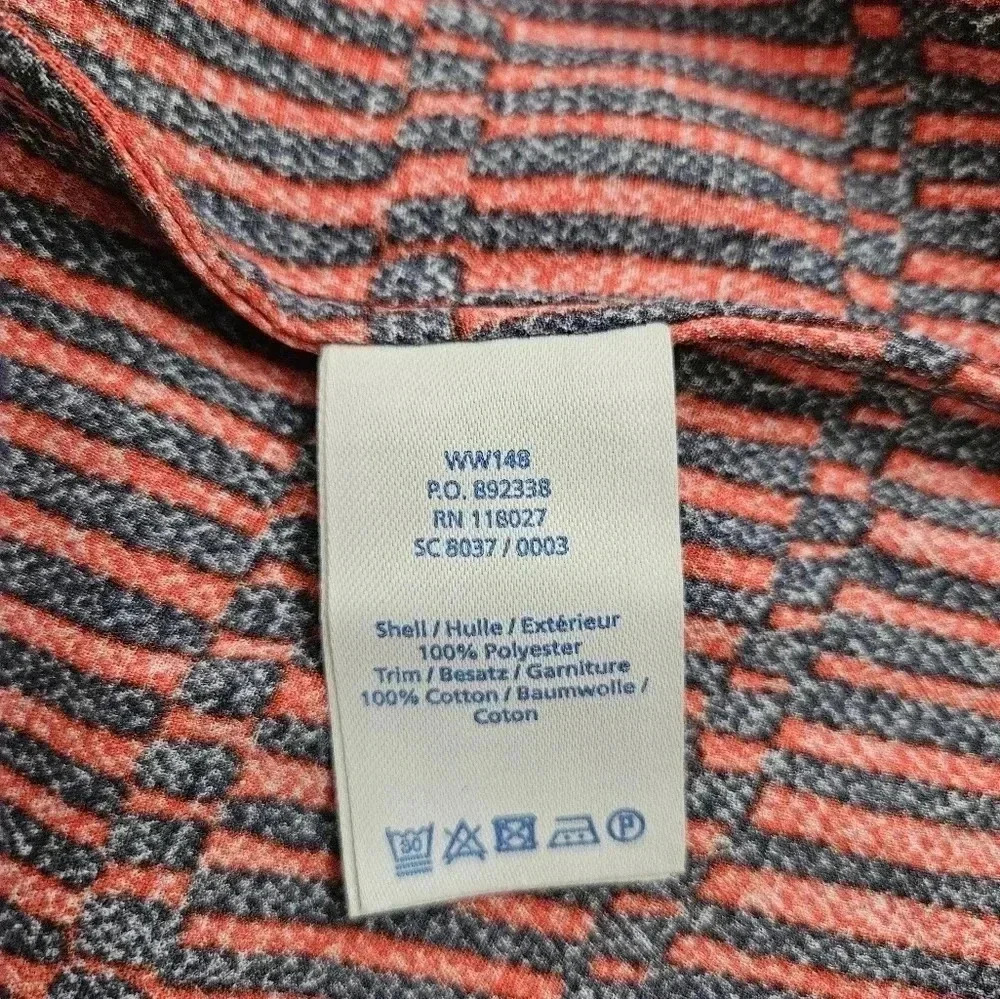 WW148
P.O. 892338
RN 118027
SC 8037 / 0003
Shell / Hulle / Extérieur
100% Polyester
Trim / Besatz / Garniture
100% Cotton / Baumwolle /
Coton
30
P